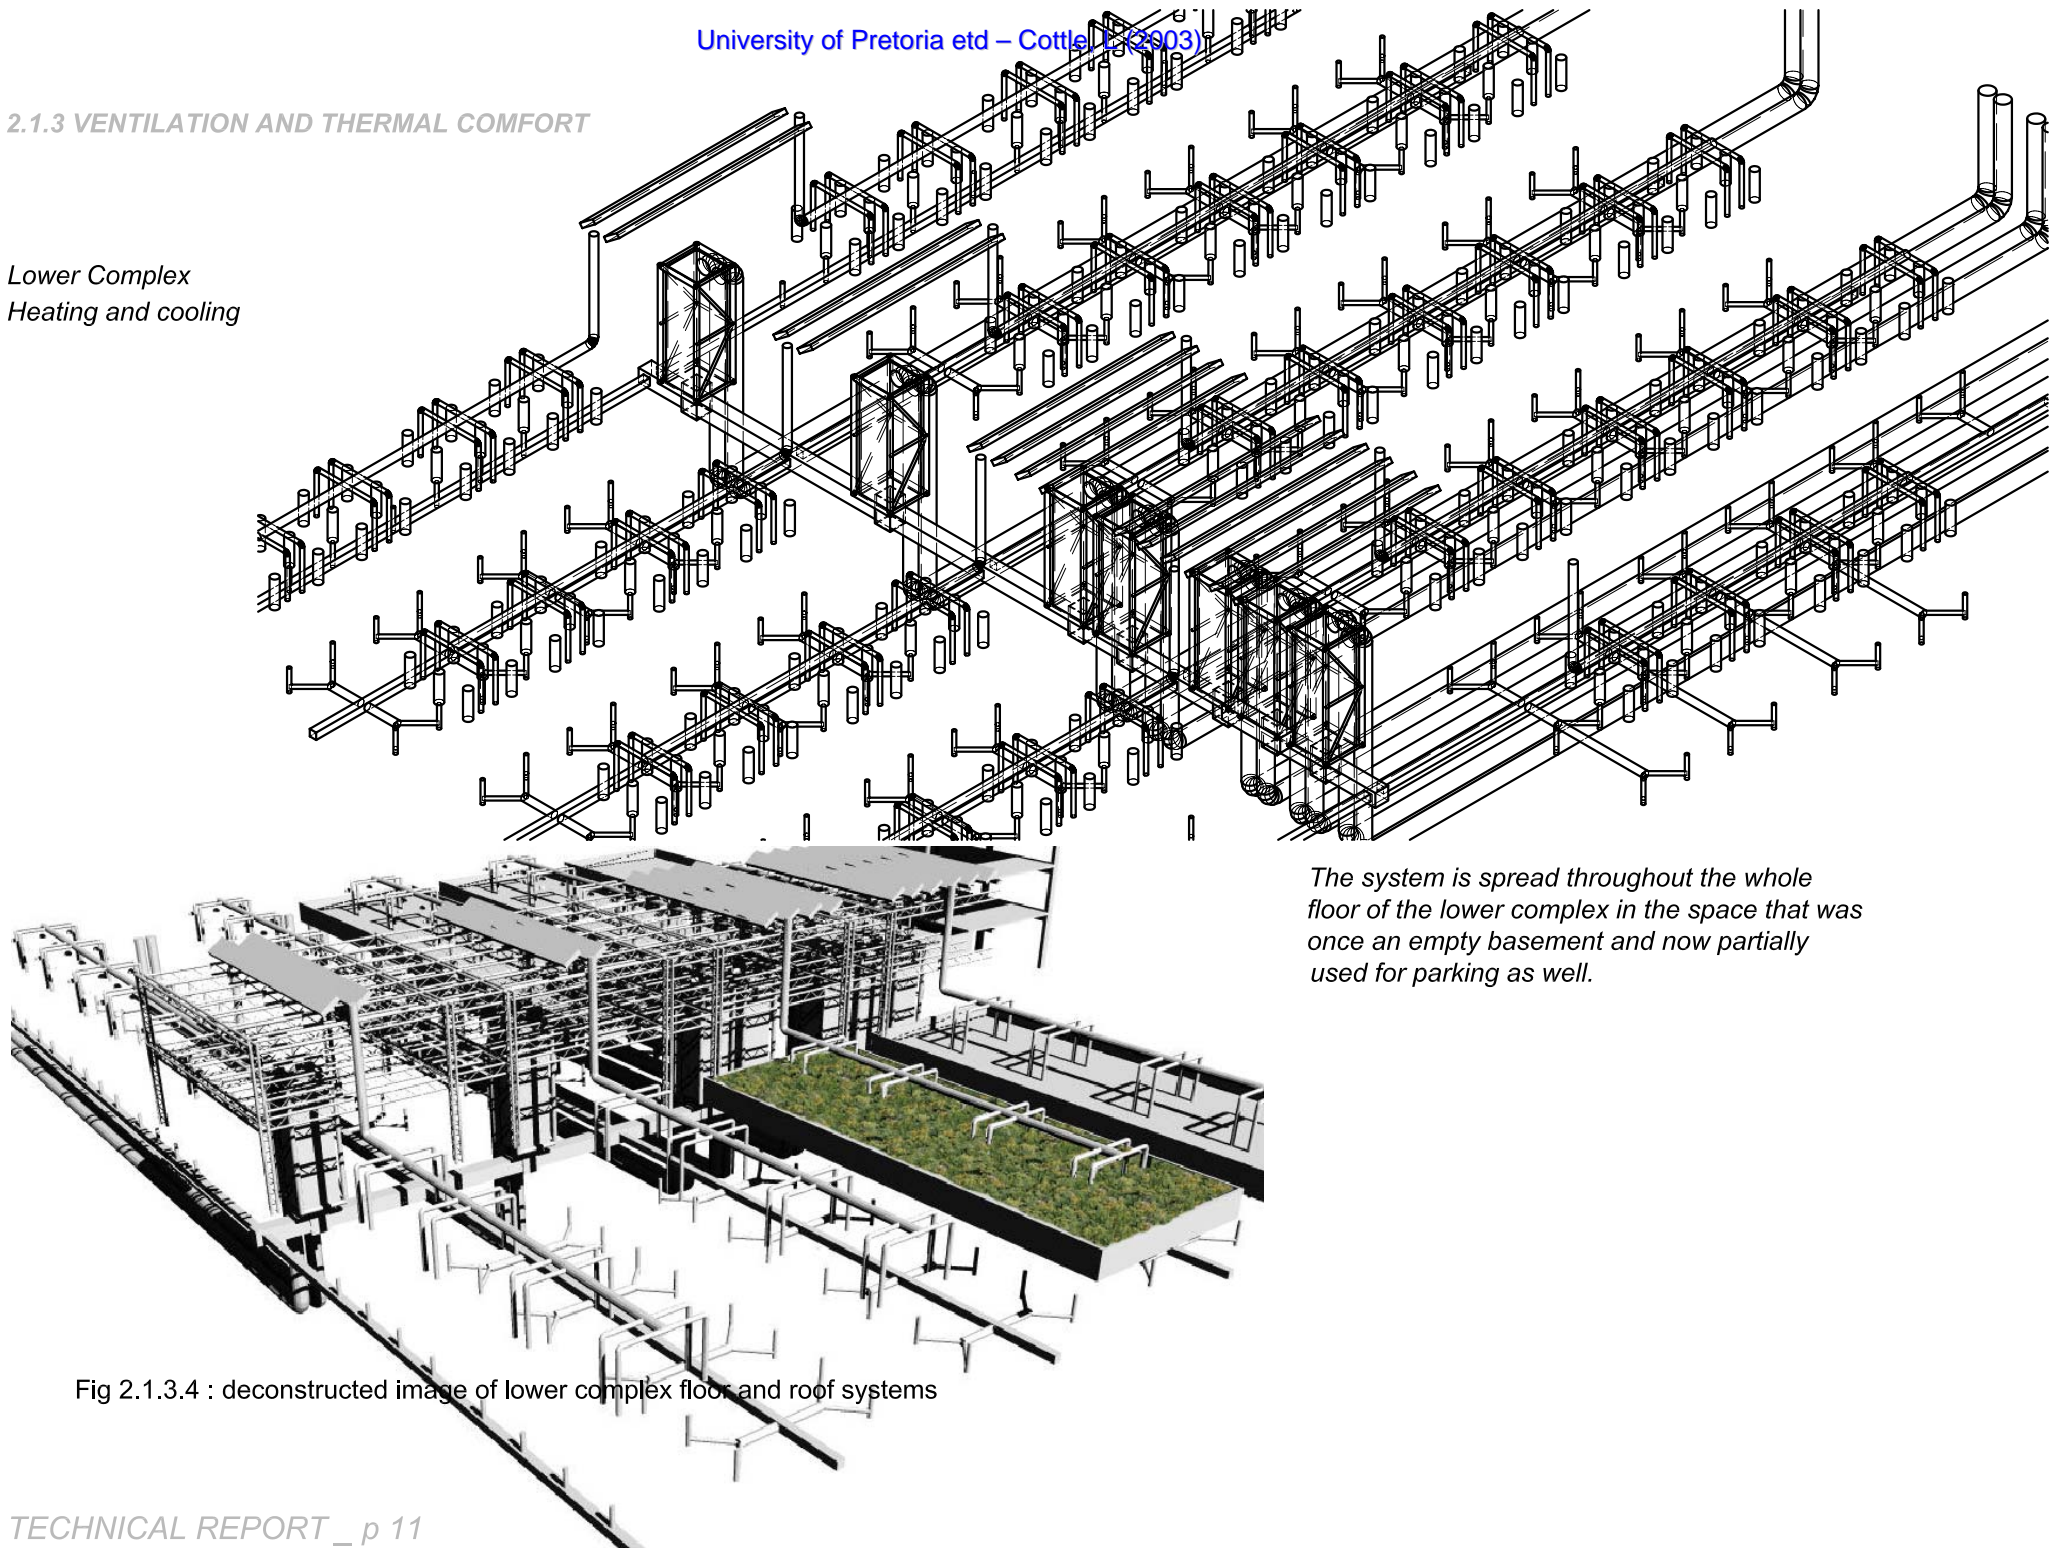 University of Pretoria etd – Cottle, L (2003)
2.1.3 VENTILATION AND THERMAL COMFORT
Lower Complex
Heating and cooling
The system is spread throughout the whole
floor of the lower complex in the space that was
once an empty basement and now partially
used for parking as well.
Fig 2.1.3.4 : deconstructed image of lower complex floor and roof systems
TECHNICAL REPORT _ p 11